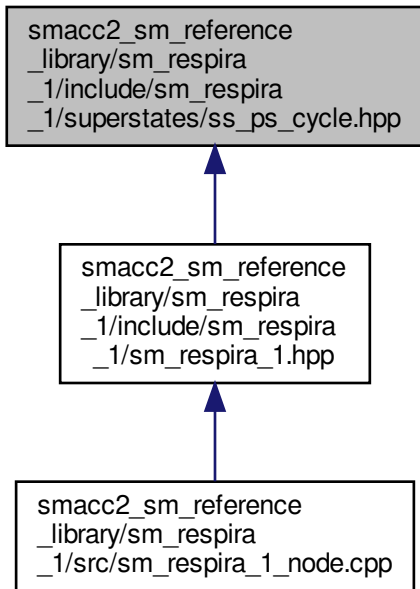 smacc2_sm_reference
_library/sm_respira
_1/include/sm_respira
_1/superstates/ss_ps_cycle.hpp
smacc2_sm_reference
_library/sm_respira
_1/include/sm_respira
_1/sm_respira_1.hpp
smacc2_sm_reference
_library/sm_respira
_1/src/sm_respira_1_node.cpp